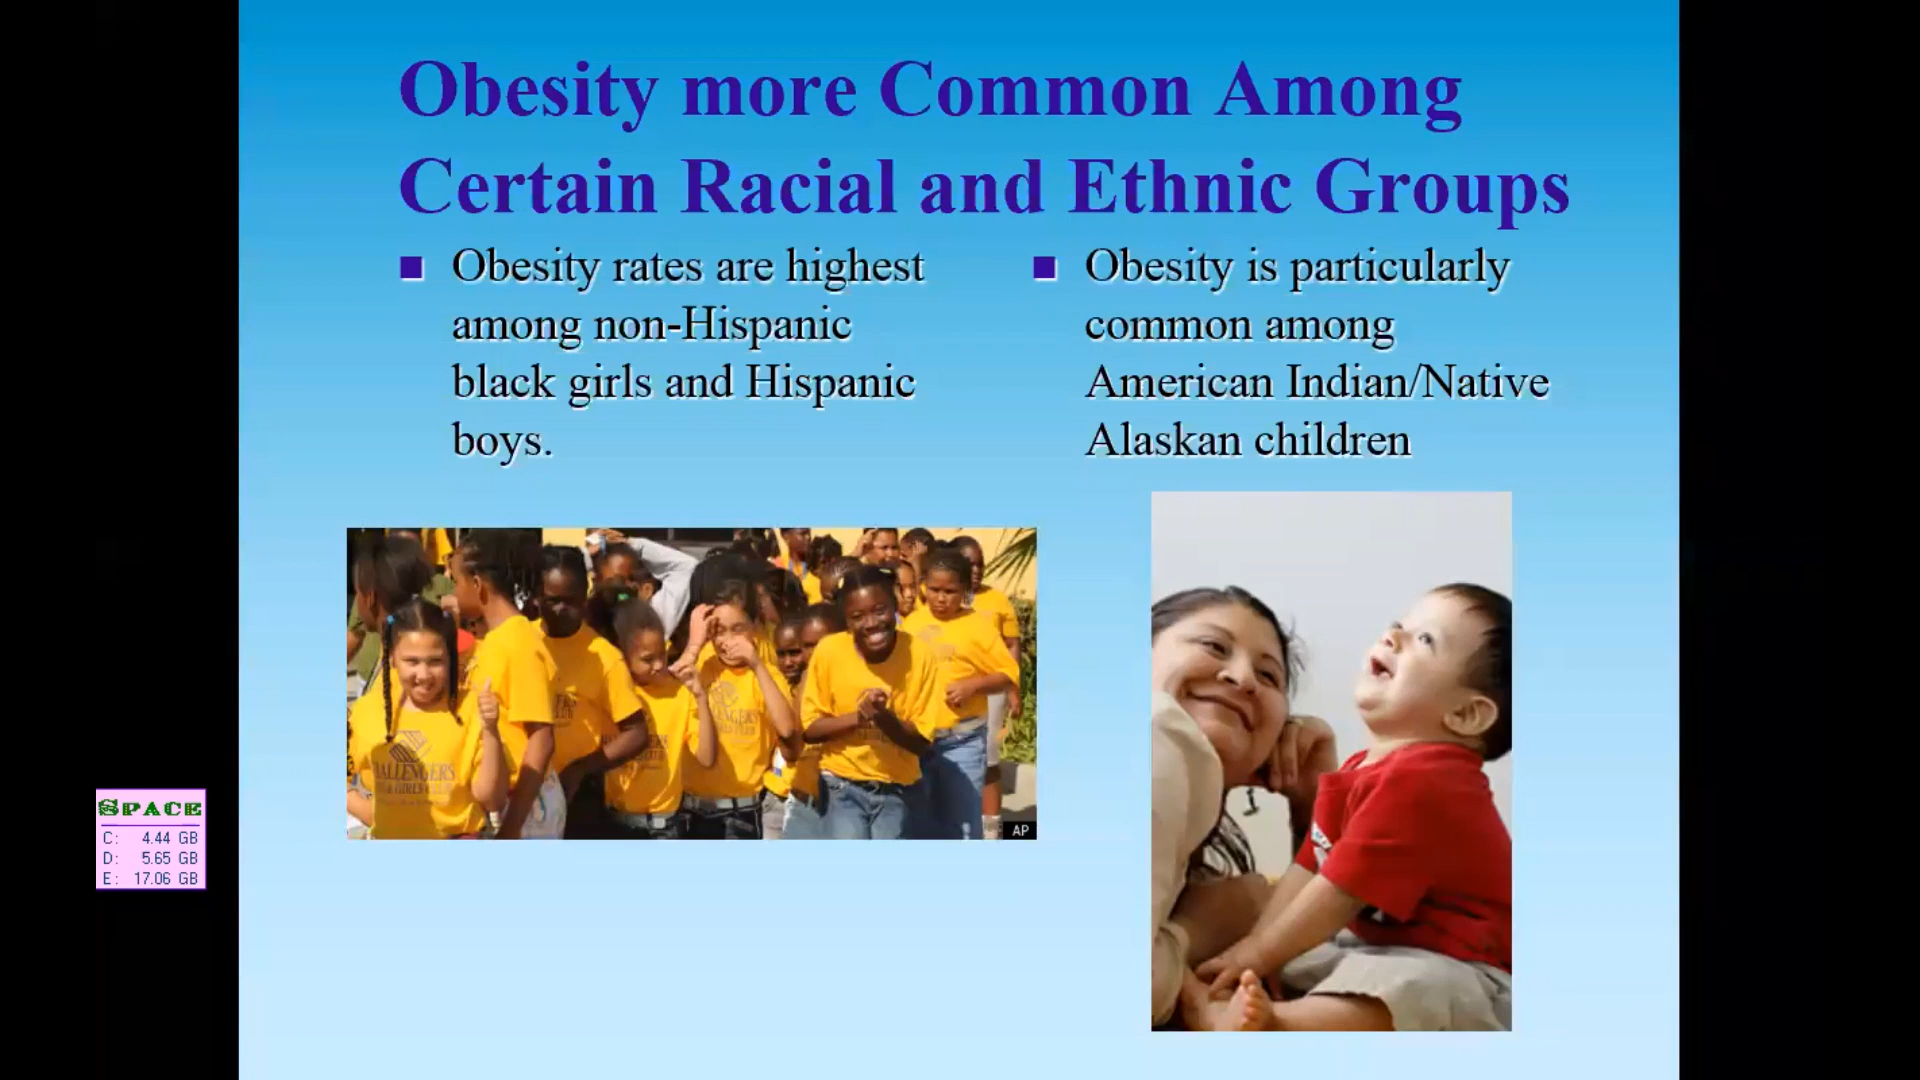 Obesity more Common Among
Certain Racial and Ethnic Groups
Obesity rates are highest
among non-Hispanic
black girls and Hispanic
boys.
Obesity is particularly
common among
American Indian/Native
Alaskan children
AP
SPACE
C: 4.44 GB
D: 5.65 GB
E: 17.06 GB